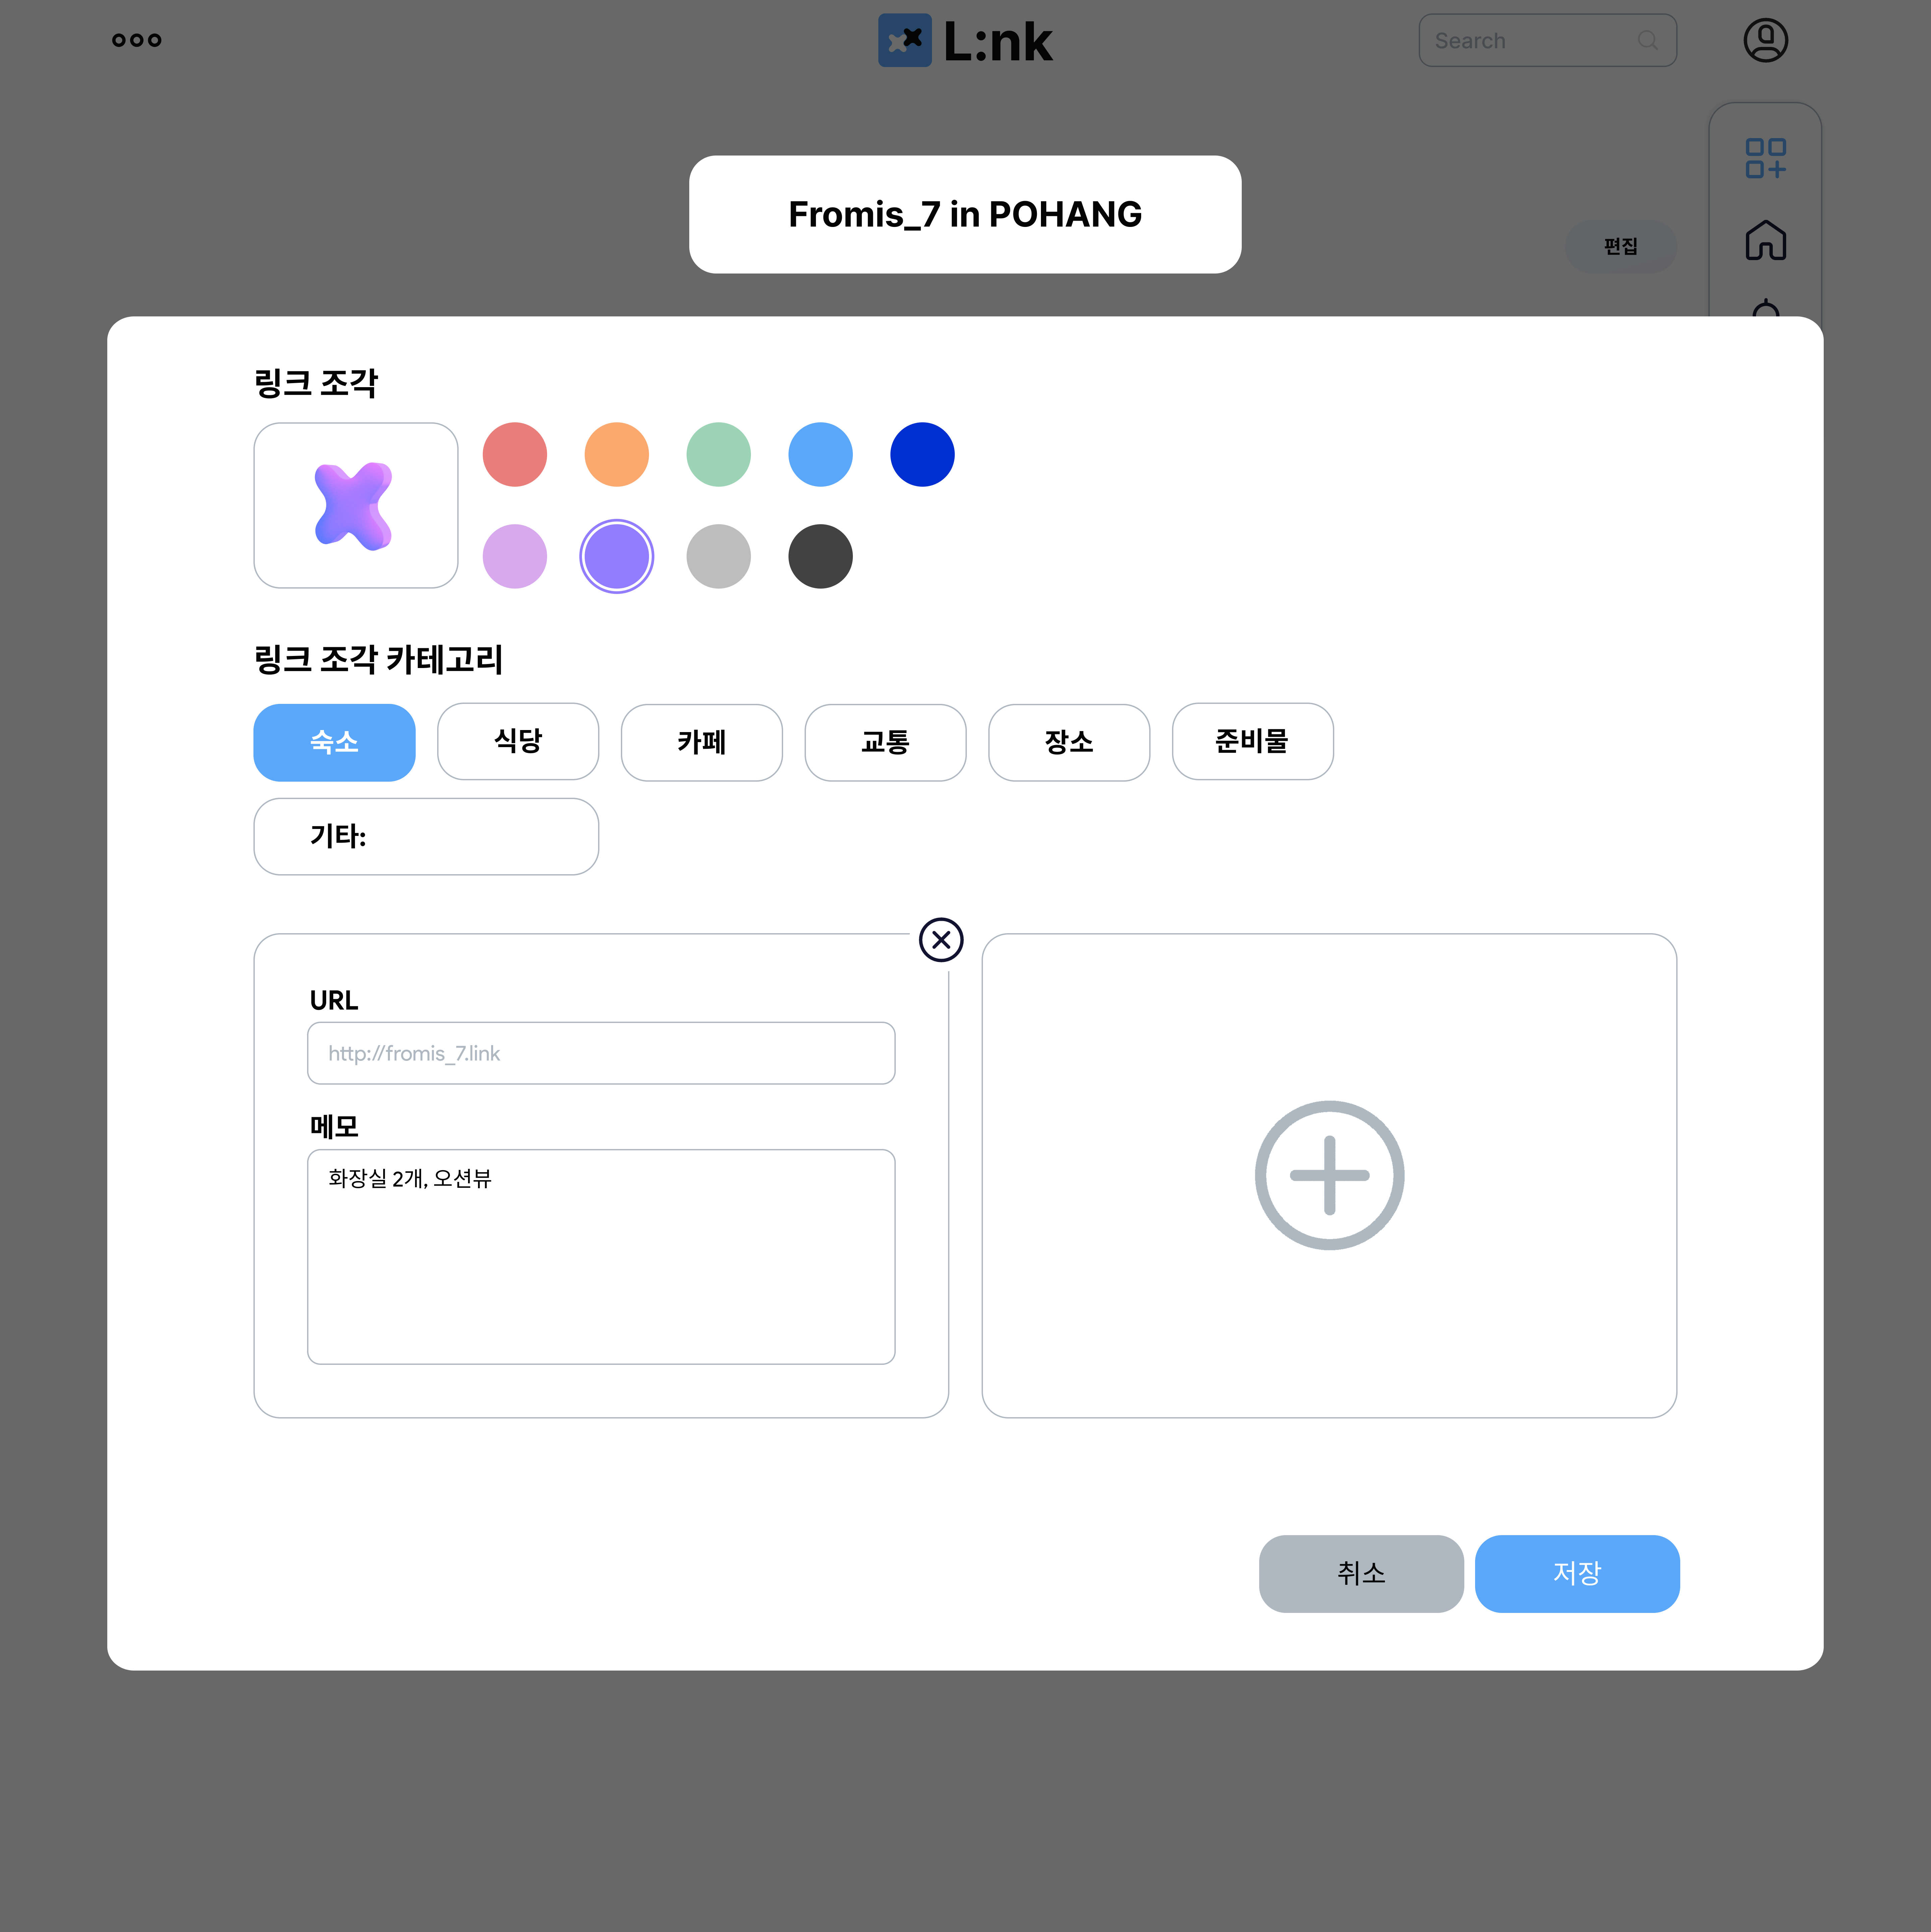 L:nk
Search
Fromis_7 in POHANG
편집
링크 조각
링크 조각 카테고리
숙소 식당 카페 교통 장소 준비물
기타:
URL
http://fromis_7.link
메모
화장실 2개, 오션뷰
취소 저장